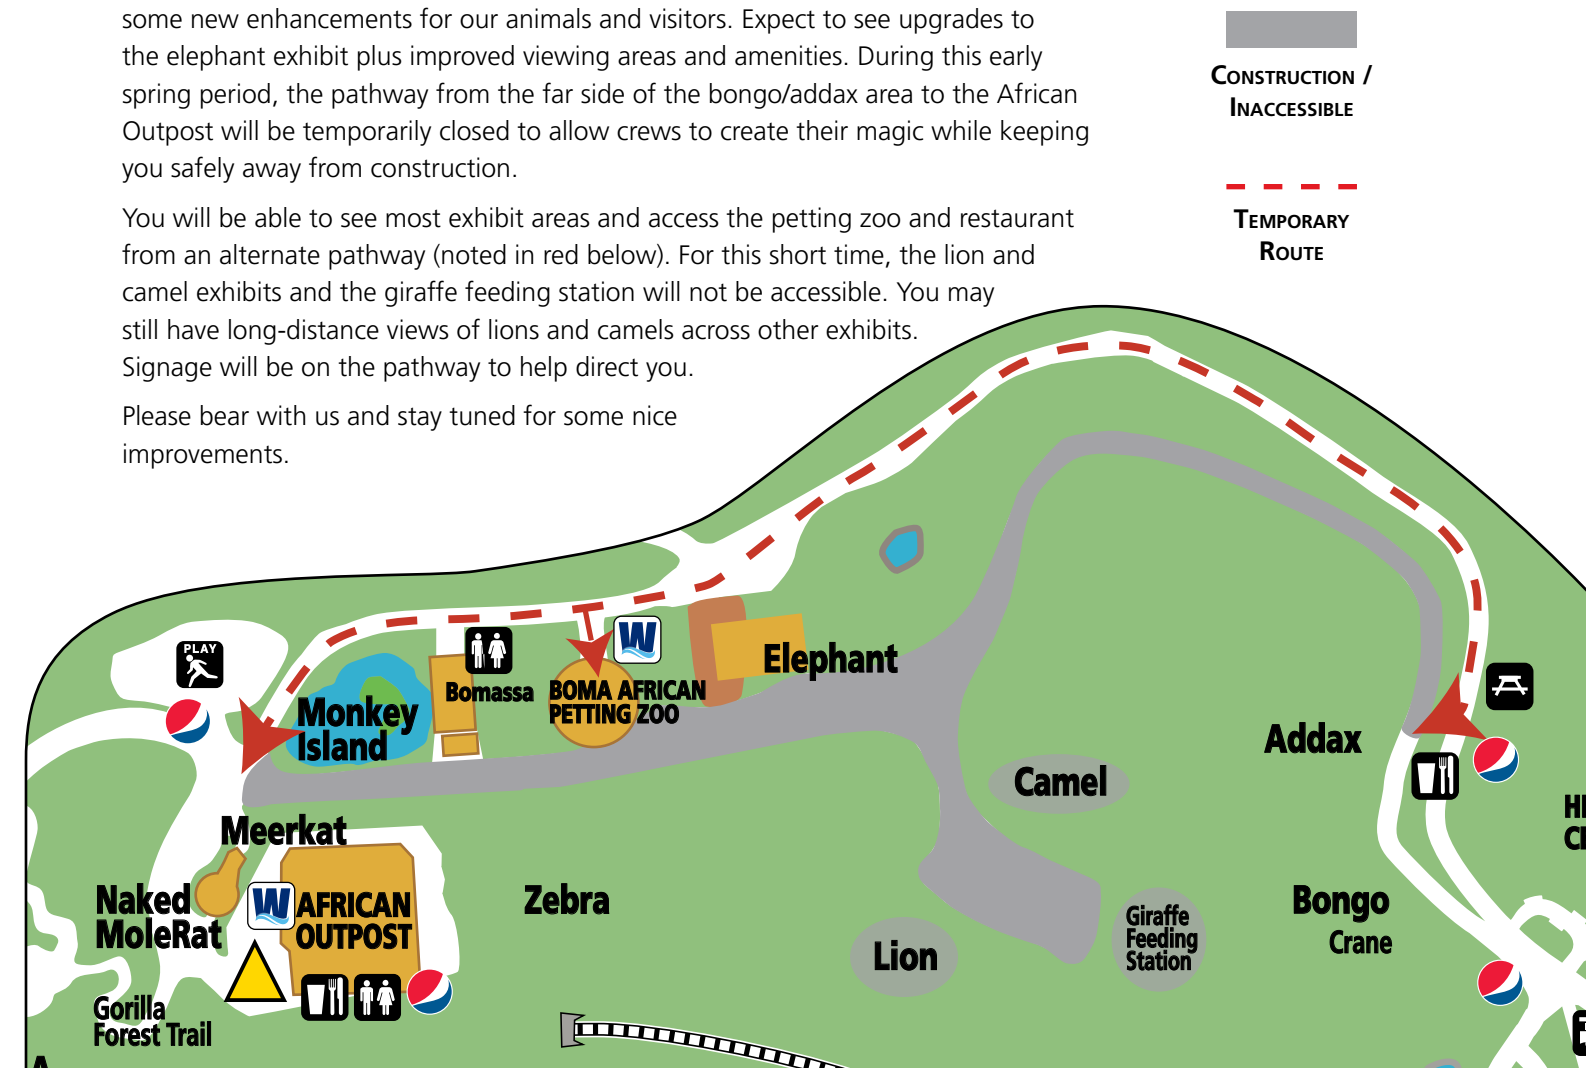 some new enhancements for our animals and visitors. Expect to see upgrades to
the elephant exhibit plus improved viewing areas and amenities. During this early
spring period, the pathway from the far side of the bongo/addax area to the African
Outpost will be temporarily closed to allow crews to create their magic while keeping
you safely away from construction.
You will be able to see most exhibit areas and access the petting zoo and restaurant
from an alternate pathway (noted in red below). For this short time, the lion and
camel exhibits and the giraffe feeding station will not be accessible. You may
still have long-distance views of lions and camels across other exhibits.
Signage will be on the pathway to help direct you.
Please bear with us and stay tuned for some nice
improvements.
CONSTRUCTION /
INACCESSIBLE
TEMPORARY
ROUTE
PLAY
W
Bomassa
BOMA AFRICAN
PETTING ZOO
Elephant
Monkey
Island
Addax
Camel
Meerkat
Naked
MoleRat
W
AFRICAN
OUTPOST
Zebra
Lion
Giraffe
Feeding
Station
Bongo
Crane
Gorilla
Forest Trail